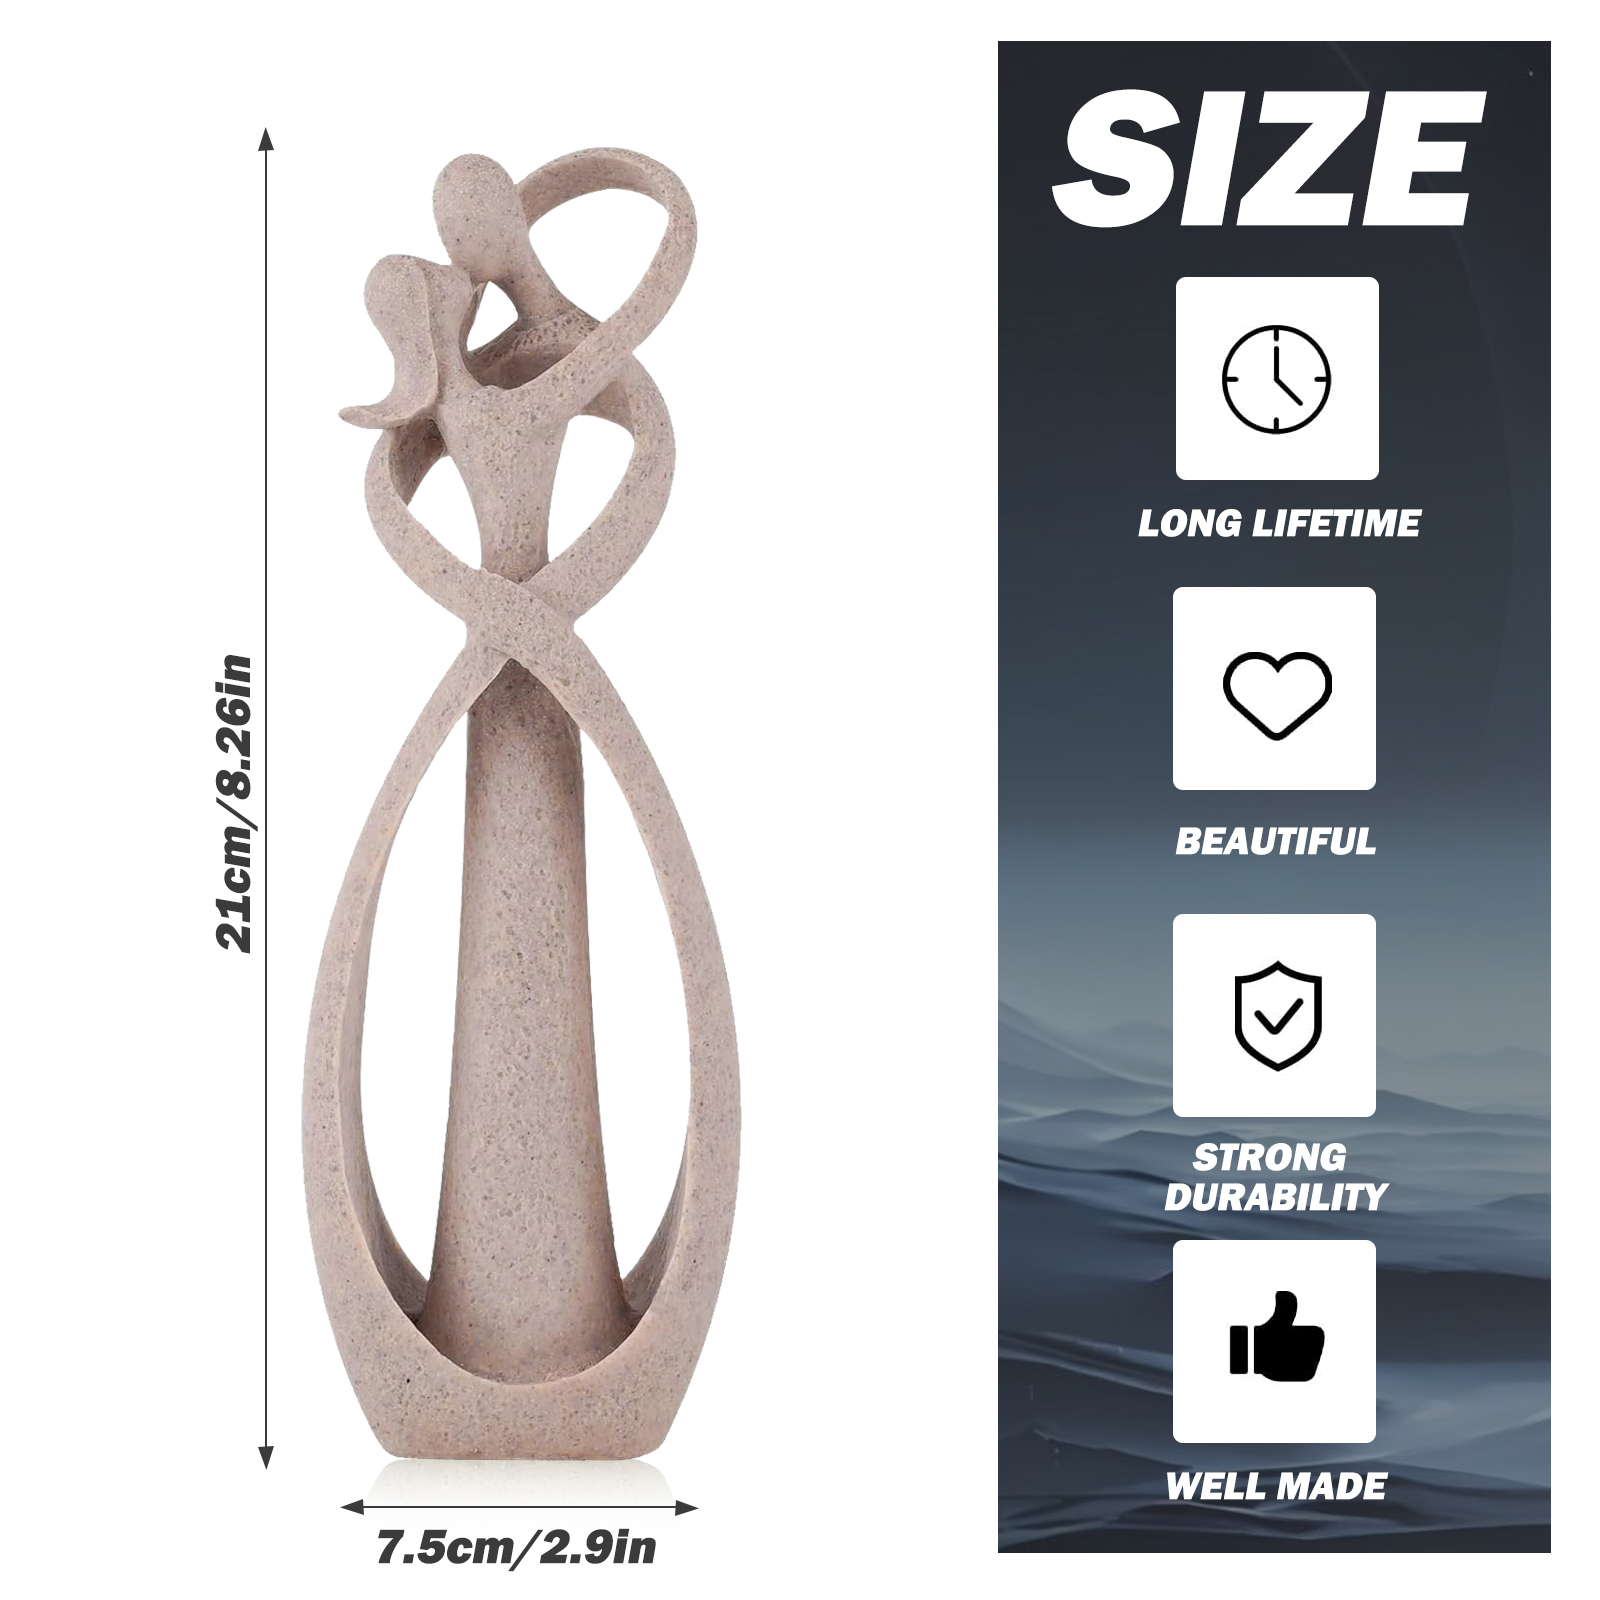 SIZE
LONG LIFETIME
BEAUTIFUL
STRONG
DURABILITY
WELL MADE
21cm/8.26in
7.5cm/2.9in